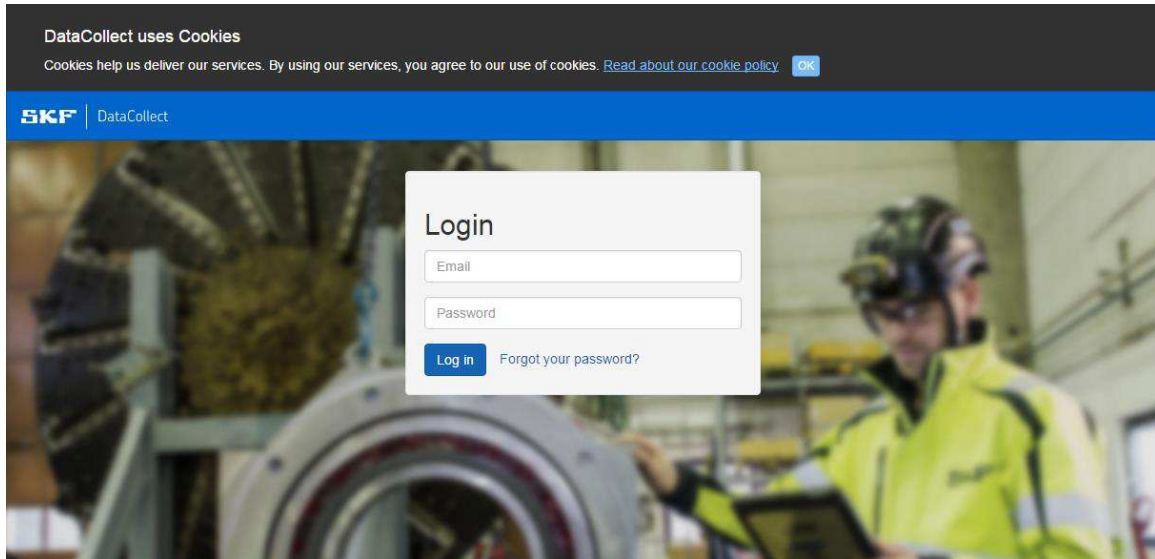 DataCollect uses Cookies
Cookies help us deliver our services. By using our services, you agree to our use of cookies. Read about our cookie policy OK
SKF DataCollect
Login
Email
Password
Log in Forgot your password?